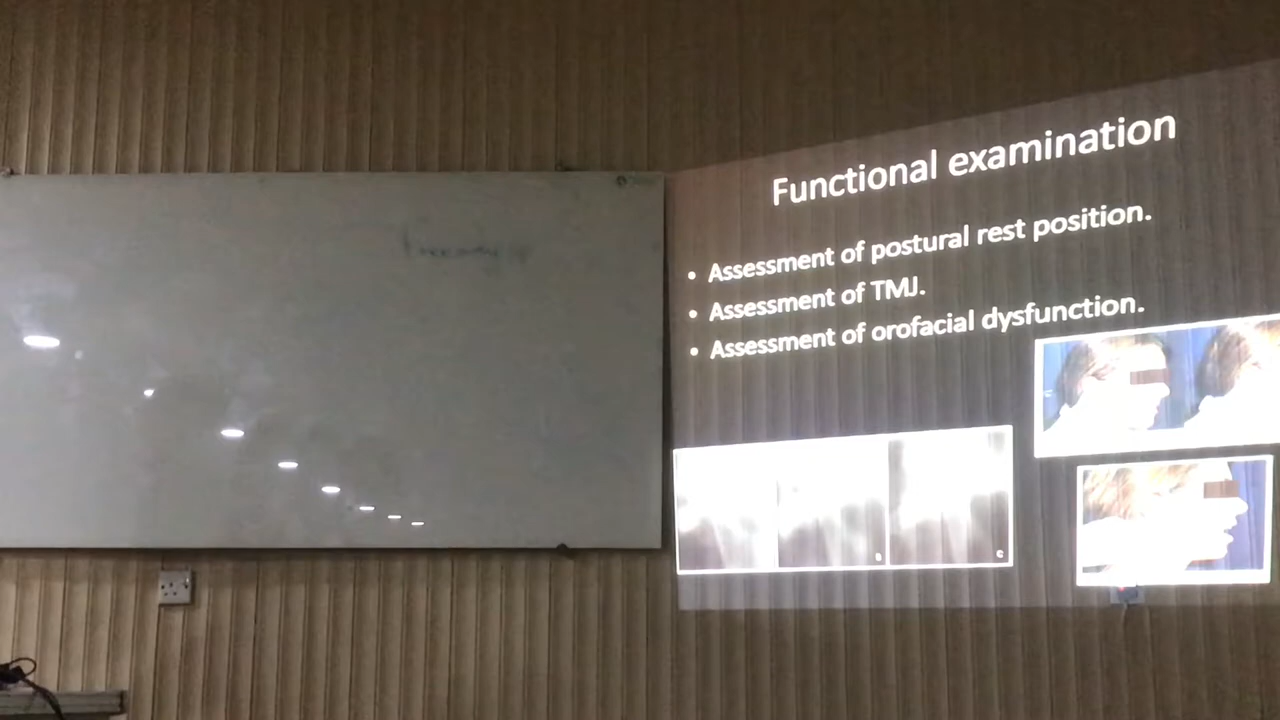 Functional examination
• Assessment of postural rest position.
• Assessment of TMJ.
• Assessment of orofacial dysfunction.
C